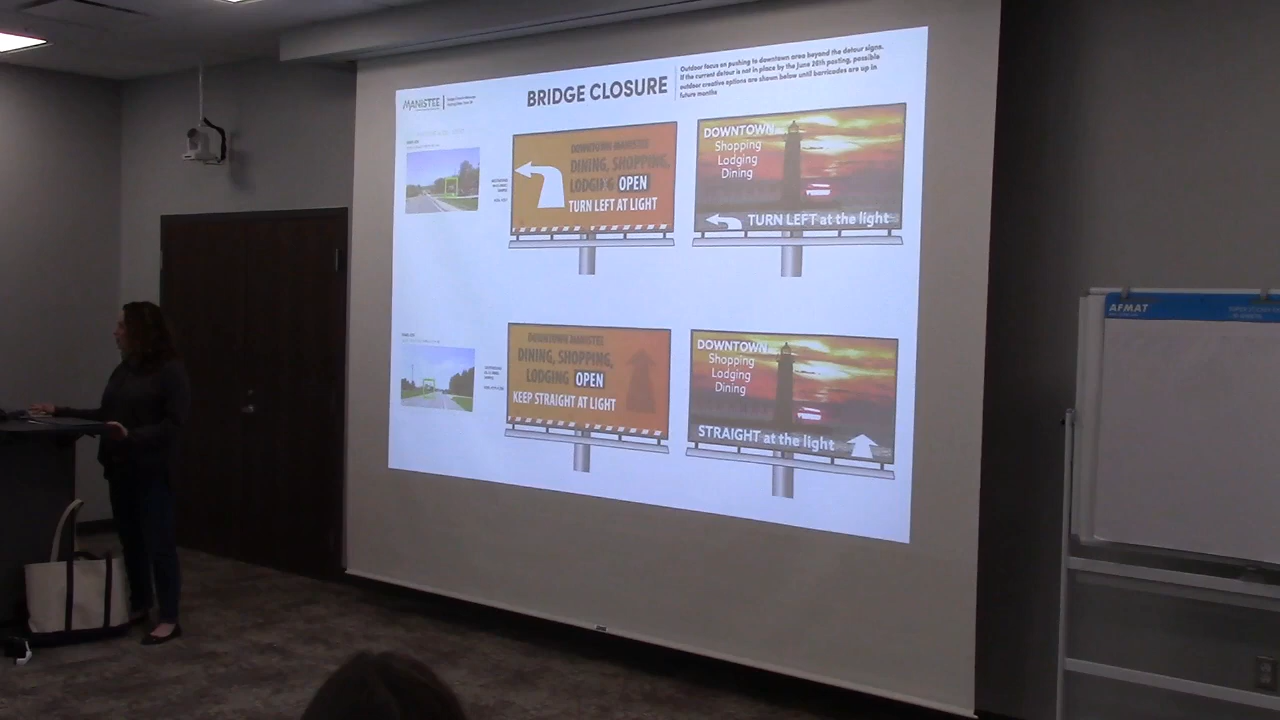 MANISTEE
BRIDGE CLOSURE
Outdoor focus on pushing to downtown area beyond the detour signs.
If the current detour is not in place by the June 26th posting, possible
outdoor creative options are shown below until barricades are up in
future months
DOWNTOWN MANISTEE
DINING, SHOPPING,
LODGING OPEN
TURN LEFT AT LIGHT
DOWNTOWN
Shopping
Lodging
Dining
TURN LEFT at the light
DOWNTOWN MANISTEE
DINING, SHOPPING,
LODGING OPEN
KEEP STRAIGHT AT LIGHT
DOWNTOWN
Shopping
Lodging
Dining
STRAIGHT at the light
AFMAT